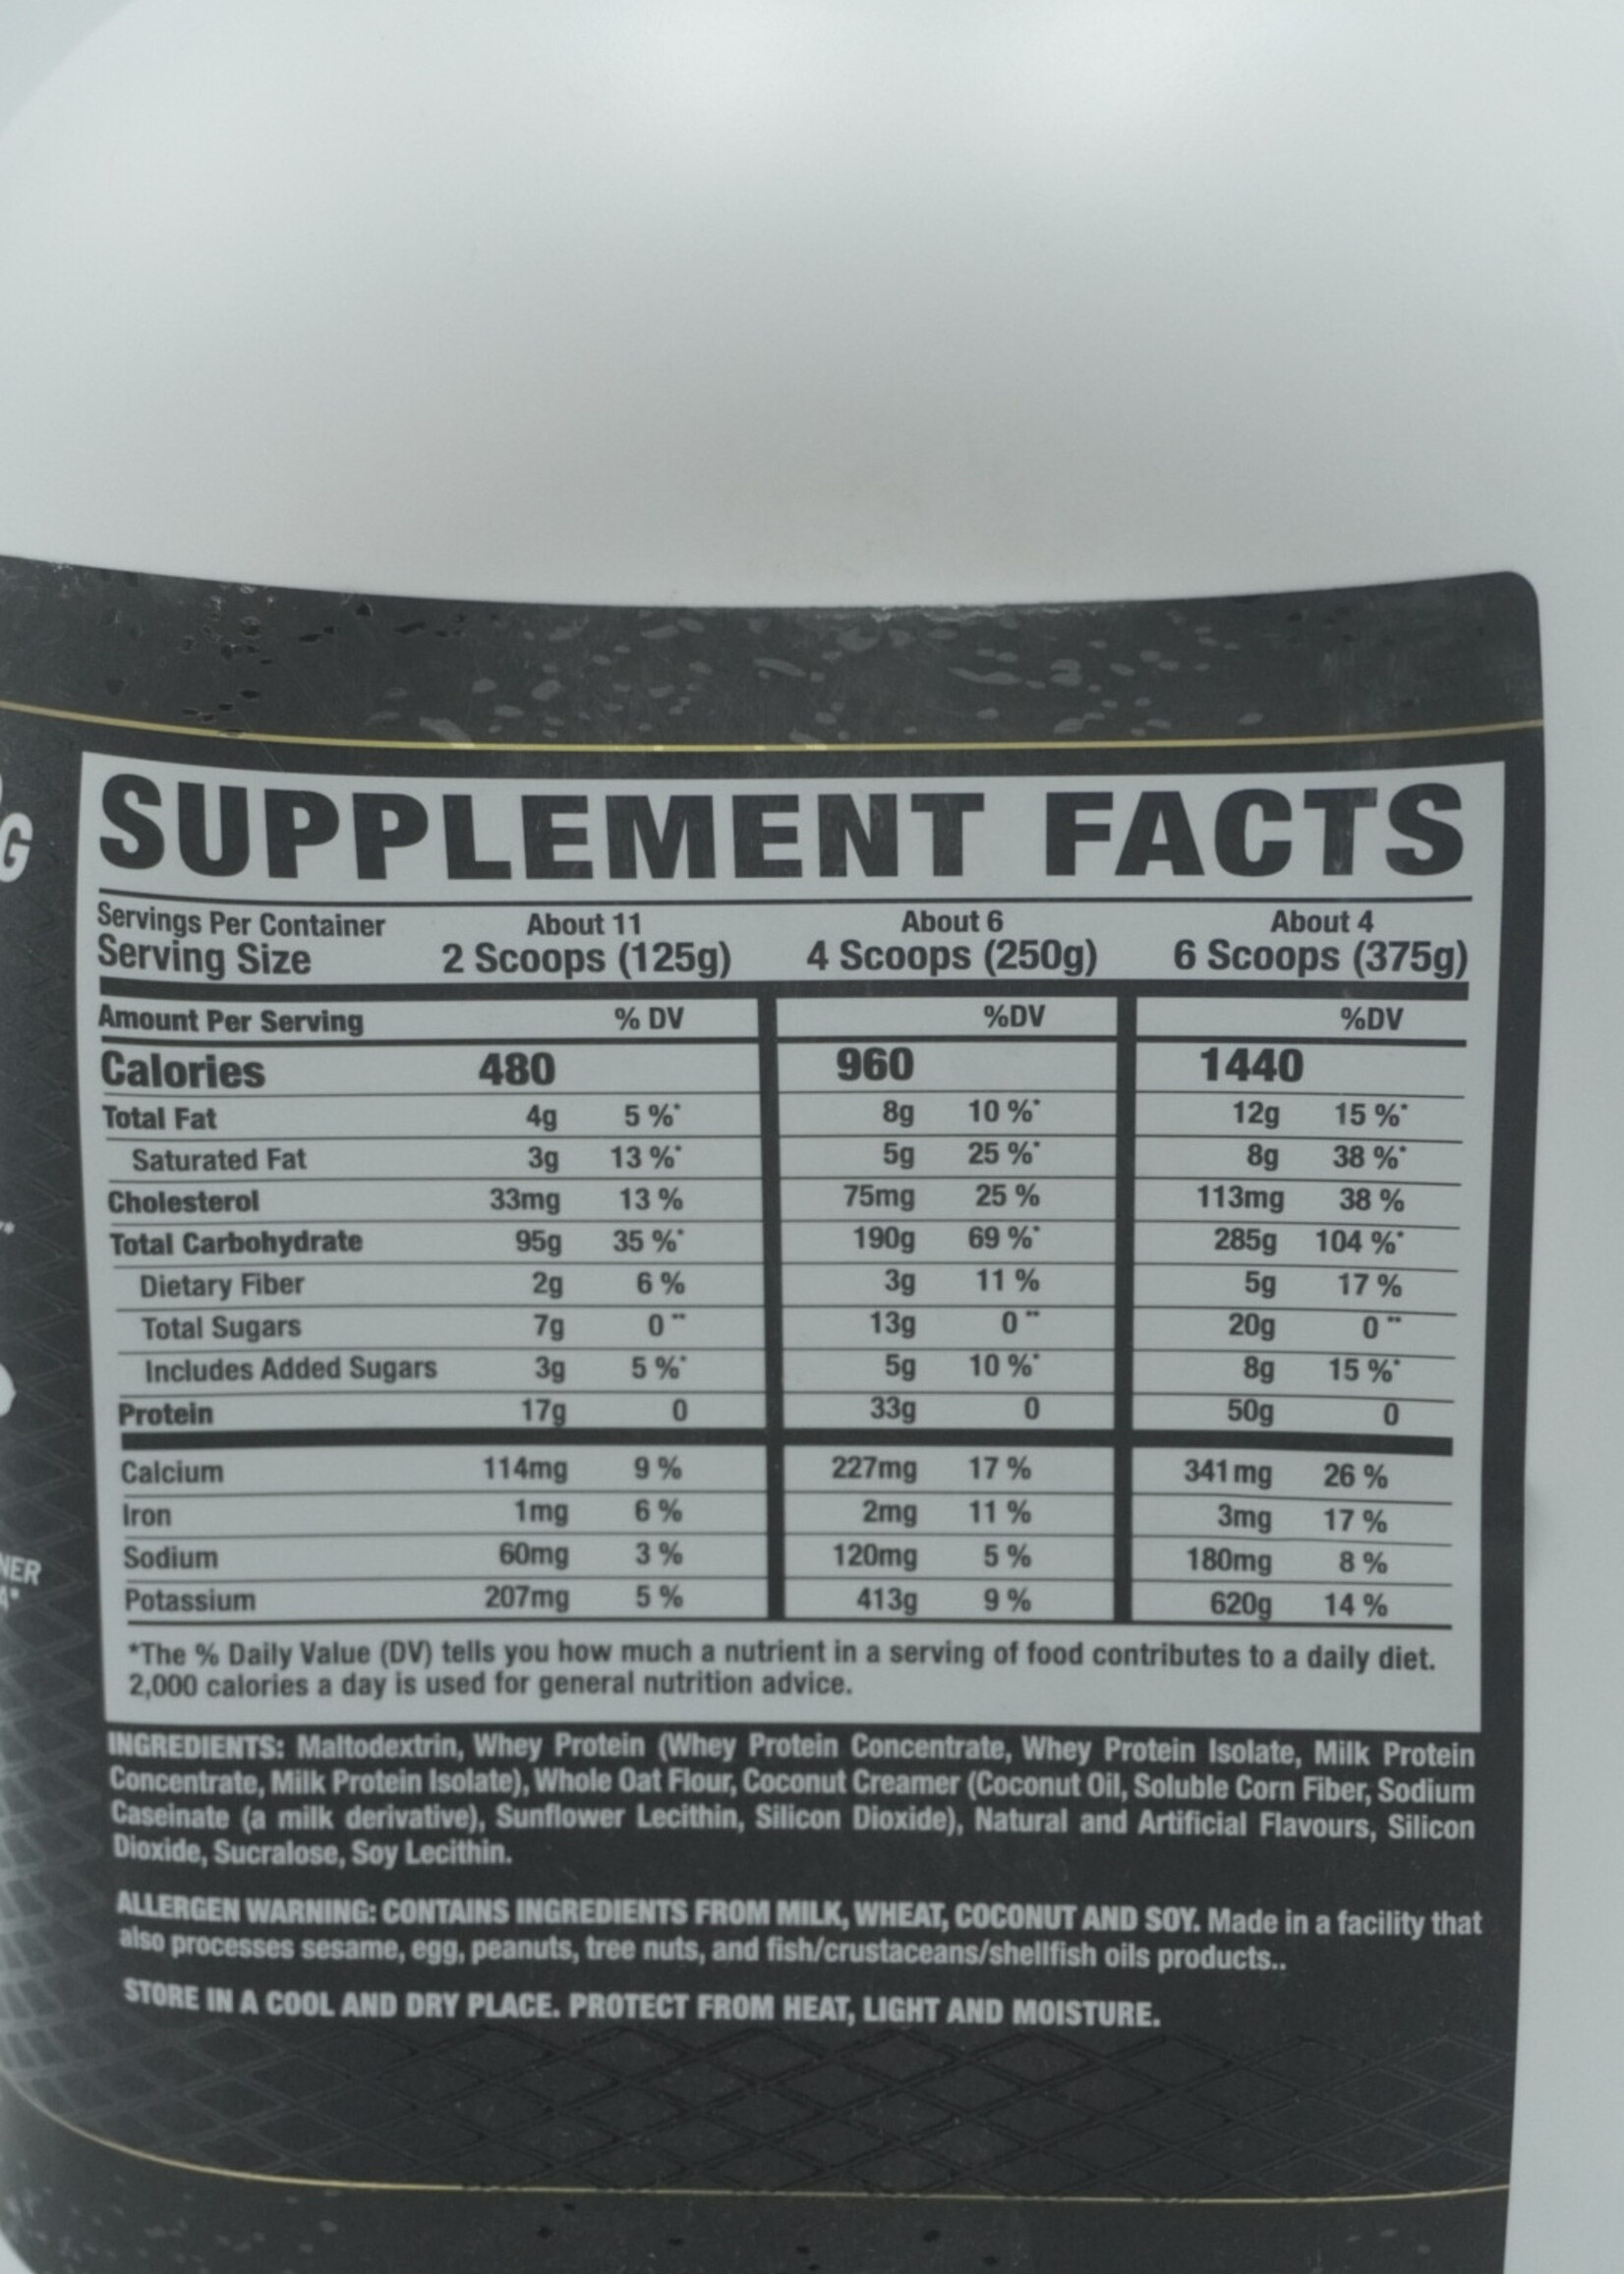 G
SUPPLEMENT FACTS
Servings Per Container About 11 About 6 About 4
Serving Size 2 Scoops (125g) 4 Scoops (250g) 6 Scoops (375g)
Amount Per Serving % DV %DV %DV
Calories 480 960 1440
Total Fat 4g 5 %* 8g 10 %* 12g 15 %*
Saturated Fat 3g 13 %* 5g 25 %* 8g 38 %*
Cholesterol 33mg 13 % 75mg 25 % 113mg 38 %
Total Carbohydrate 95g 35 %* 190g 69 %* 285g 104 %*
Dietary Fiber 2g 6 % 3g 11 % 5g 17 %
Total Sugars 7g 0 ** 13g 0 ** 20g 0 **
Includes Added Sugars 3g 5 %* 5g 10 %* 8g 15 %*
Protein 17g 0 33g 0 50g 0
Calcium 114mg 9 % 227mg 17 % 341mg 26 %
Iron 1mg 6 % 2mg 11 % 3mg 17 %
Sodium 60mg 3 % 120mg 5 % 180mg 8 %
Potassium 207mg 5 % 413g 9 % 620g 14 %
*The % Daily Value (DV) tells you how much a nutrient in a serving of food contributes to a daily diet.
2,000 calories a day is used for general nutrition advice.
INGREDIENTS: Maltodextrin, Whey Protein (Whey Protein Concentrate, Whey Protein Isolate, Milk Protein
Concentrate, Milk Protein Isolate), Whole Oat Flour, Coconut Creamer (Coconut Oil, Soluble Corn Fiber, Sodium
Caseinate (a milk derivative), Sunflower Lecithin, Silicon Dioxide), Natural and Artificial Flavours, Silicon
Dioxide, Sucralose, Soy Lecithin.
ALLERGEN WARNING: CONTAINS INGREDIENTS FROM MILK, WHEAT, COCONUT AND SOY. Made in a facility that
also processes sesame, egg, peanuts, tree nuts, and fish/crustaceans/shellfish oils products..
STORE IN A COOL AND DRY PLACE. PROTECT FROM HEAT, LIGHT AND MOISTURE.